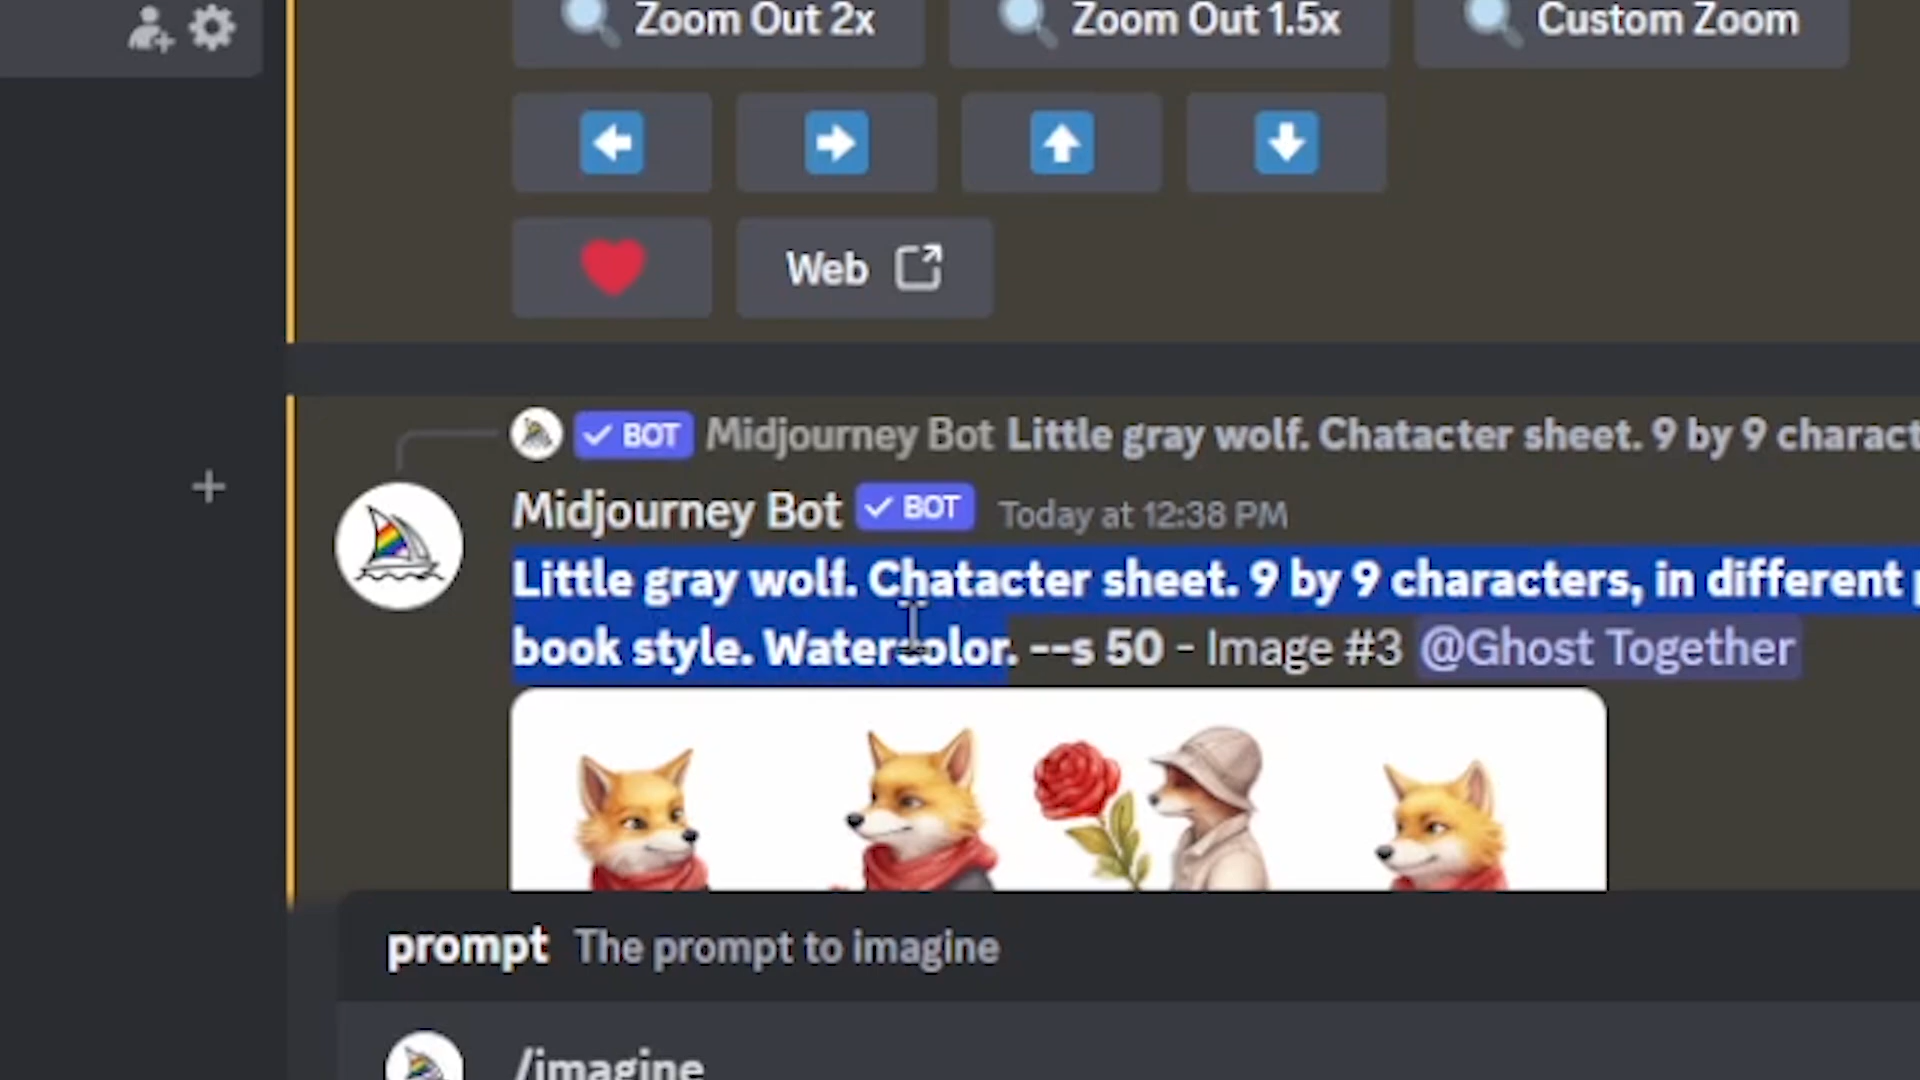 Zoom Out 2x Zoom Out 1.5x Custom Zoom
Web
BOT Midjourney Bot Little gray wolf. Chatacter sheet. 9 by 9
Midjourney Bot BOT Today at 12:38 PM
Little gray wolf. Chatacter sheet. 9 by 9 characters, in different
book style. Watercolor. --s 50 - Image #3 @Ghost Together
prompt The prompt to imagine
/imagine